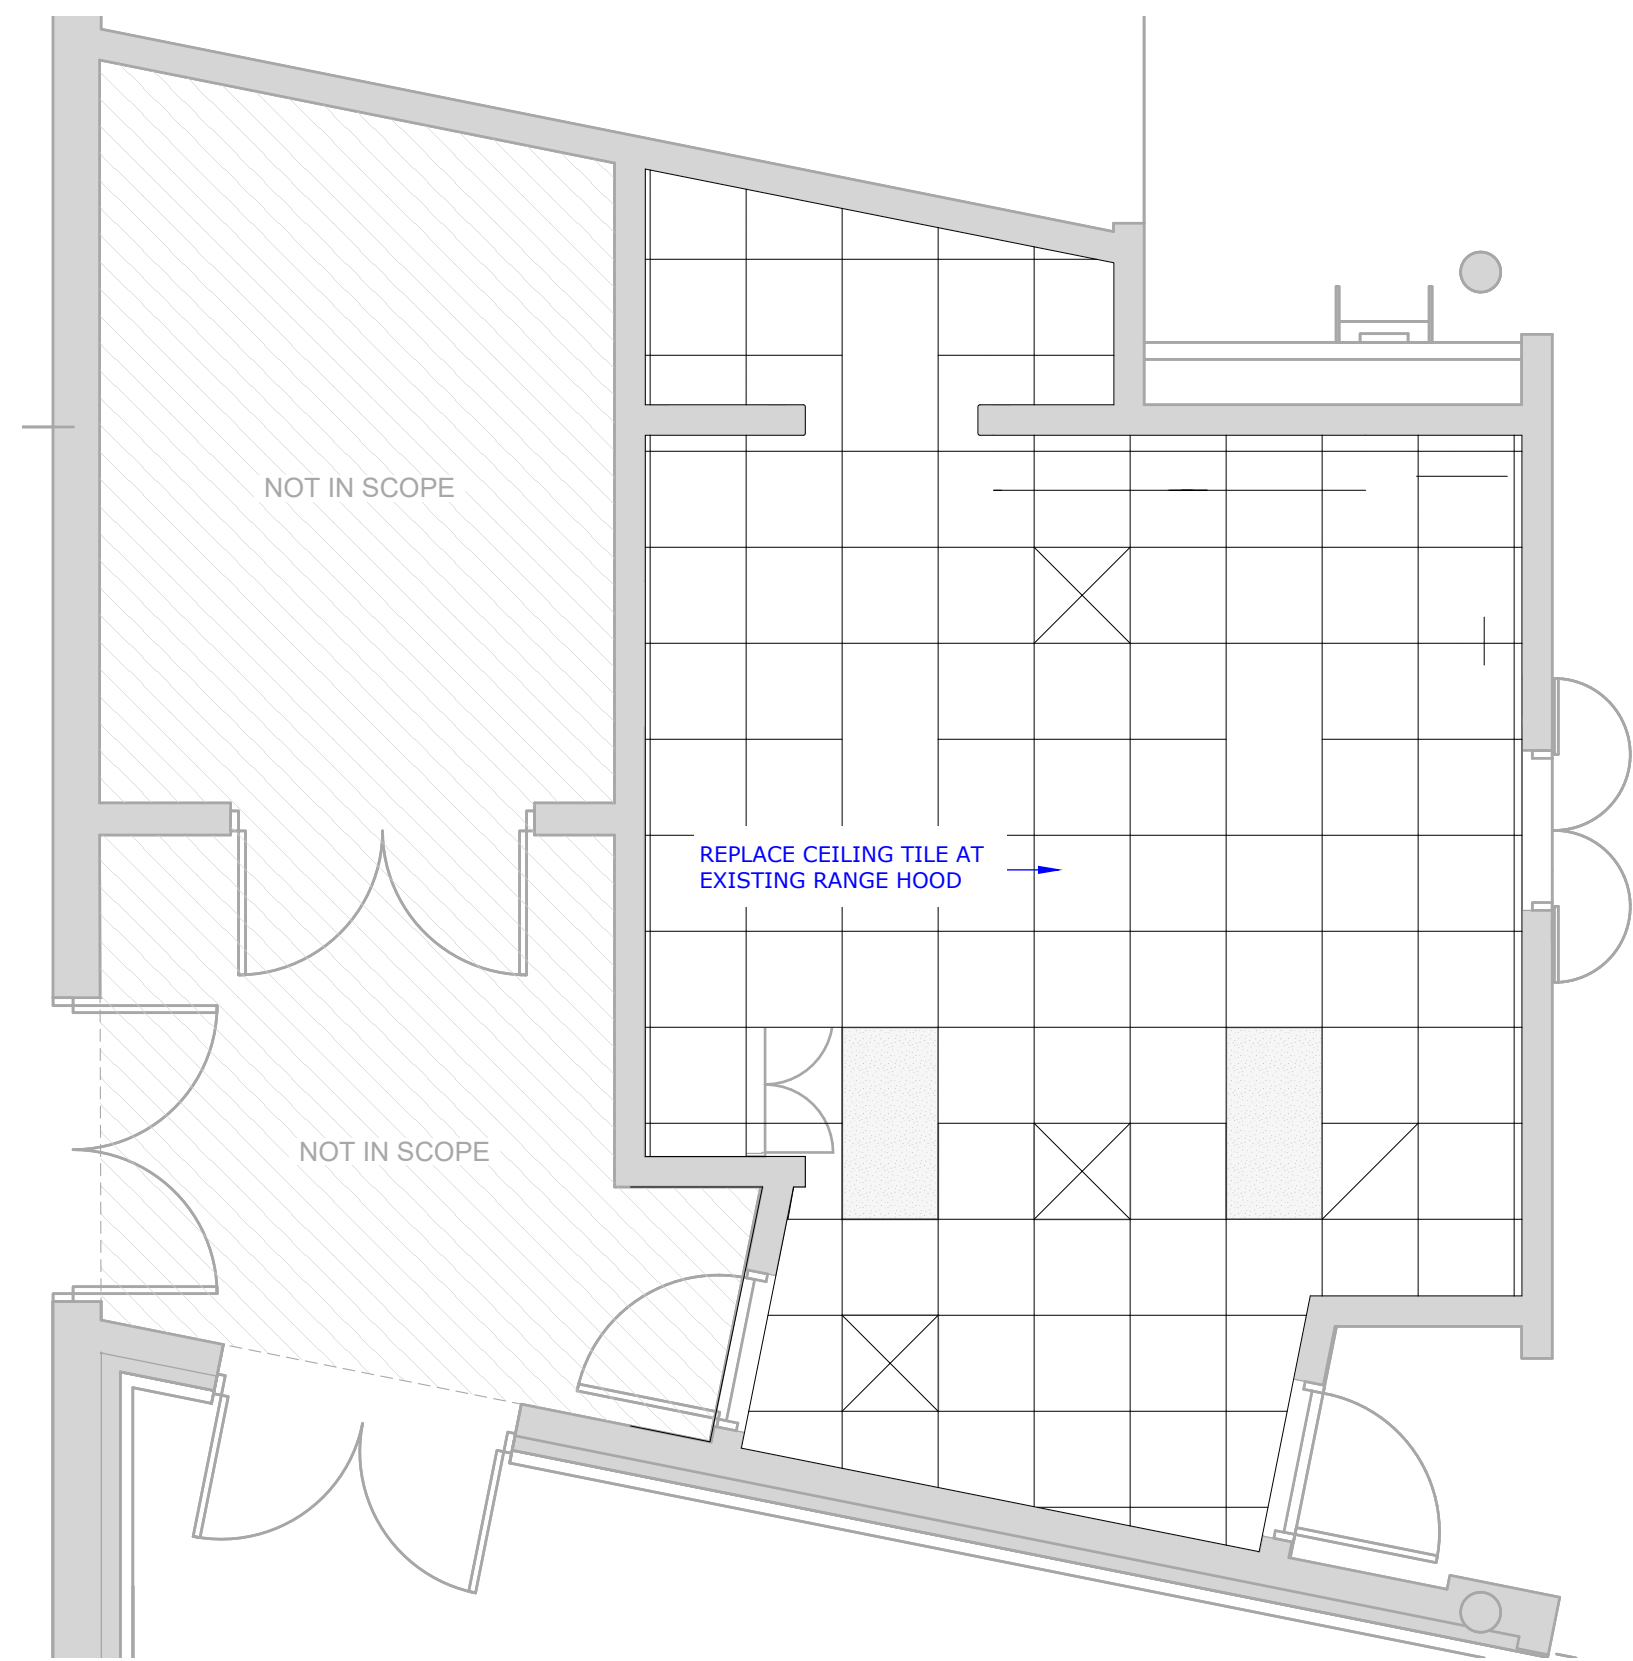 NOT IN SCOPE
REPLACE CEILING TILE AT
EXISTING RANGE HOOD
NOT IN SCOPE